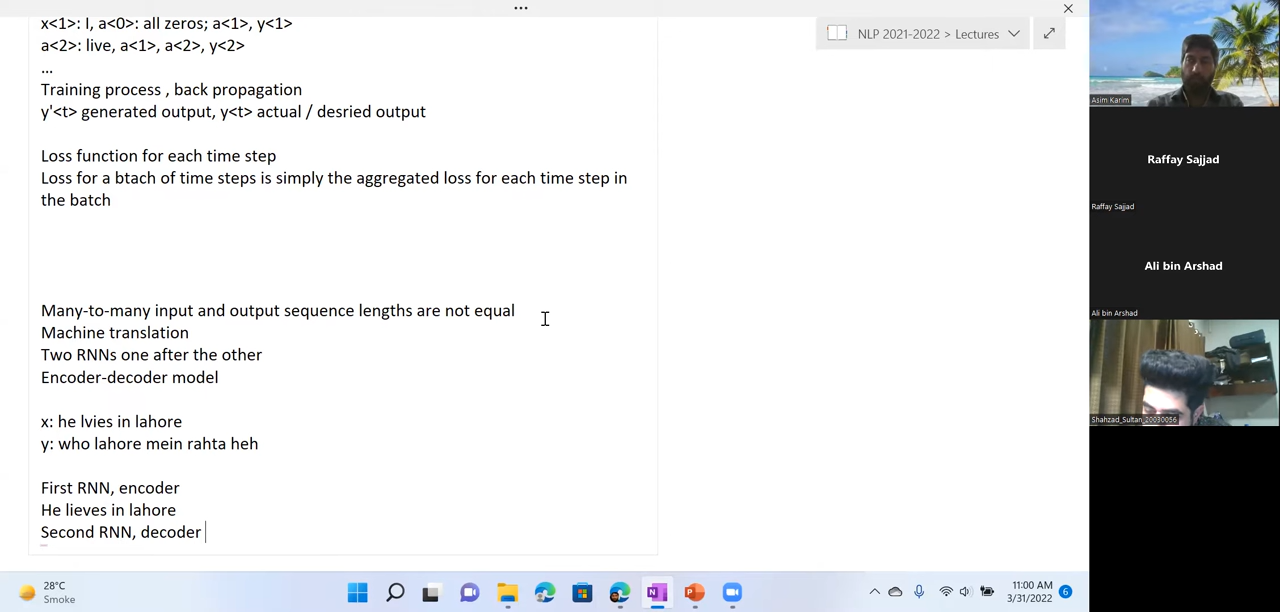 x<1>: I, a<0>: all zeros; a<1>, y<1>
a<2>: live, a<1>, a<2>, y<2>
...
Training process , back propagation
y'<t> generated output, y<t> actual / desried output
Loss function for each time step
Loss for a btach of time steps is simply the aggregated loss for each time step in
the batch
Many-to-many input and output sequence lengths are not equal
Machine translation
Two RNNs one after the other
Encoder-decoder model
x: he lvies in lahore
y: who lahore mein rahta heh
First RNN, encoder
He lieves in lahore
Second RNN, decoder
NLP 2021-2022 > Lectures
Asim Karim
Raffay Sajjad
Raffay Sajjad
Ali bin Arshad
Ali bin Arshad
Shahzad_Sultan_20030056
28°C
Smoke
11:00 AM
3/31/2022
6